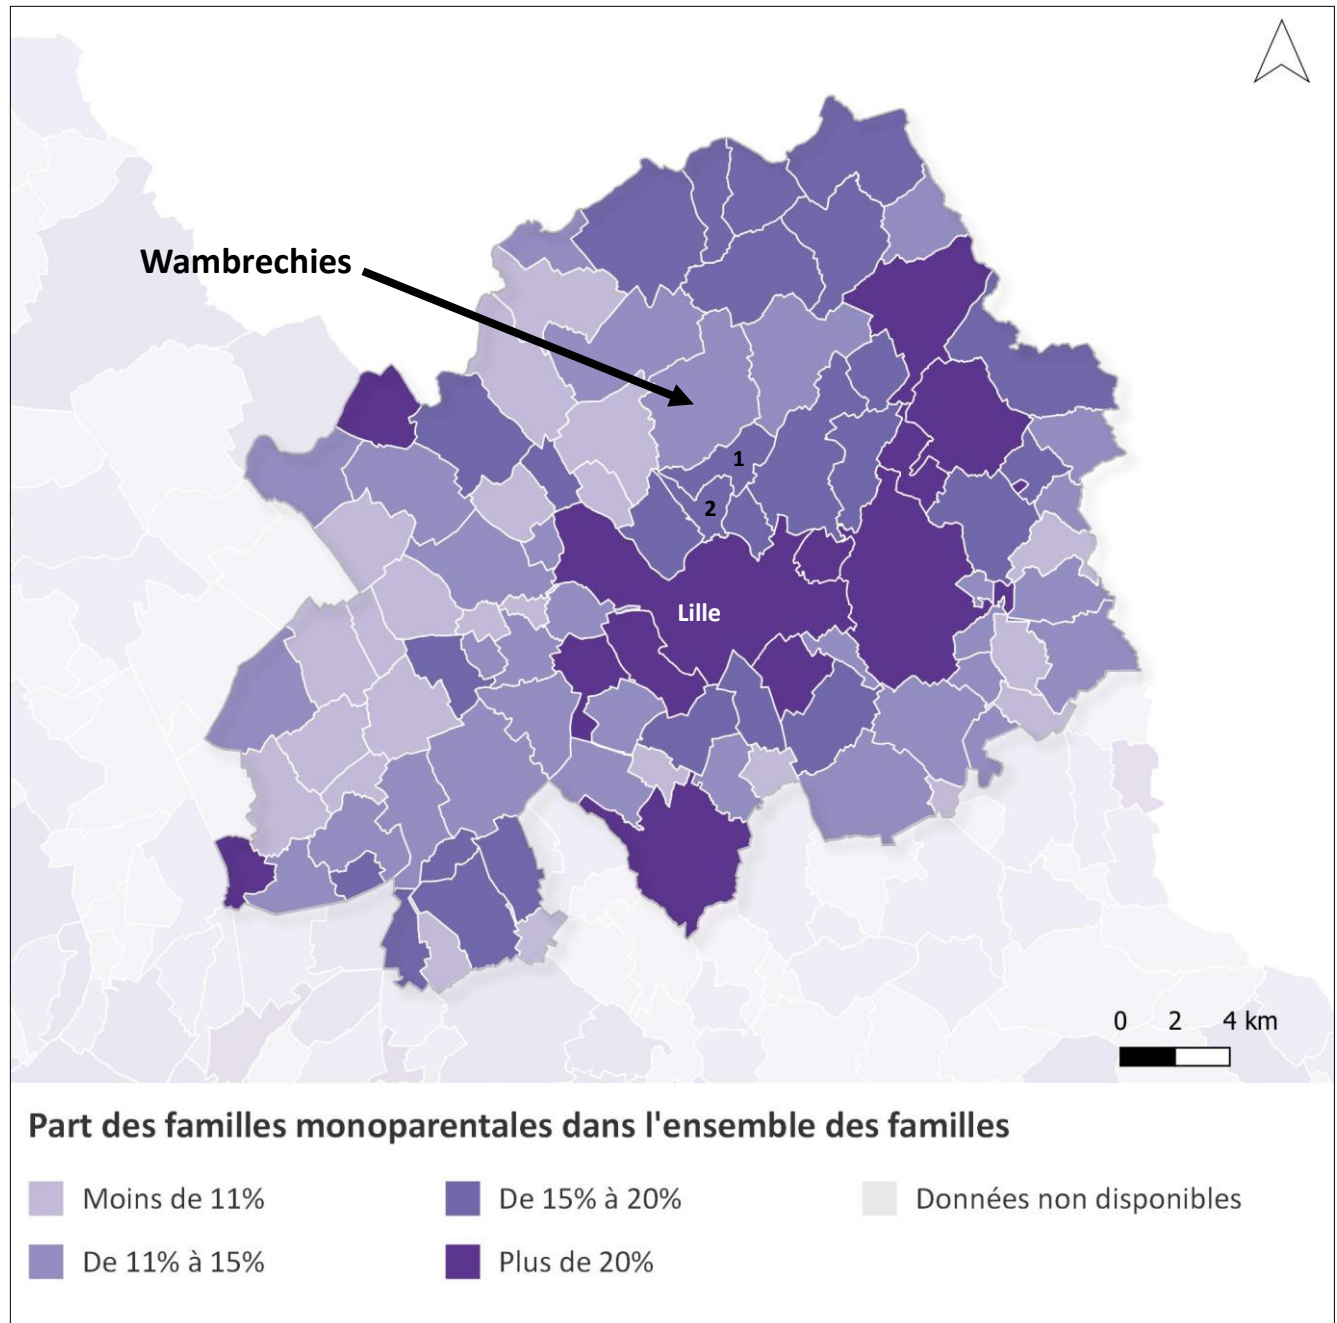 Wambrechies
1
2
Lille
0 2 4 km
Part des familles monoparentales dans l'ensemble des familles
Moins de 11% De 15% à 20% Données non disponibles
De 11% à 15% Plus de 20%